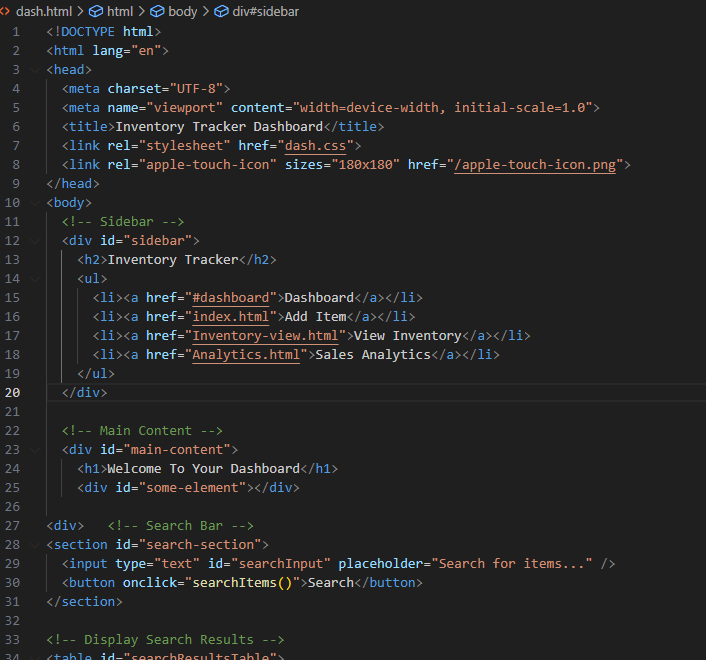 dash.html > html > body > div#sidebar
1 <!DOCTYPE html>
2 <html lang="en">
3 <head>
4 <meta charset="UTF-8">
5 <meta name="viewport" content="width=device-width, initial-scale=1.0">
6 <title>Inventory Tracker Dashboard</title>
7 <link rel="stylesheet" href="dash.css">
8 <link rel="apple-touch-icon" sizes="180x180" href="/apple-touch-icon.png">
9 </head>
10 <body>
11 <!-- Sidebar -->
12 <div id="sidebar">
13 <h2>Inventory Tracker</h2>
14 <ul>
15 <li><a href="#dashboard">Dashboard</a></li>
16 <li><a href="index.html">Add Item</a></li>
17 <li><a href="Inventory-view.html">View Inventory</a></li>
18 <li><a href="Analytics.html">Sales Analytics</a></li>
19 </ul>
20 </div>
21
22 <!-- Main Content -->
23 <div id="main-content">
24 <h1>Welcome To Your Dashboard</h1>
25 <div id="some-element"></div>
26
27 <div> <!-- Search Bar -->
28 <section id="search-section">
29 <input type="text" id="searchInput" placeholder="Search for items..." />
30 <button onclick="searchItems()">Search</button>
31 </section>
32
33 <!-- Display Search Results -->
34 <table id="searchResultsTable">